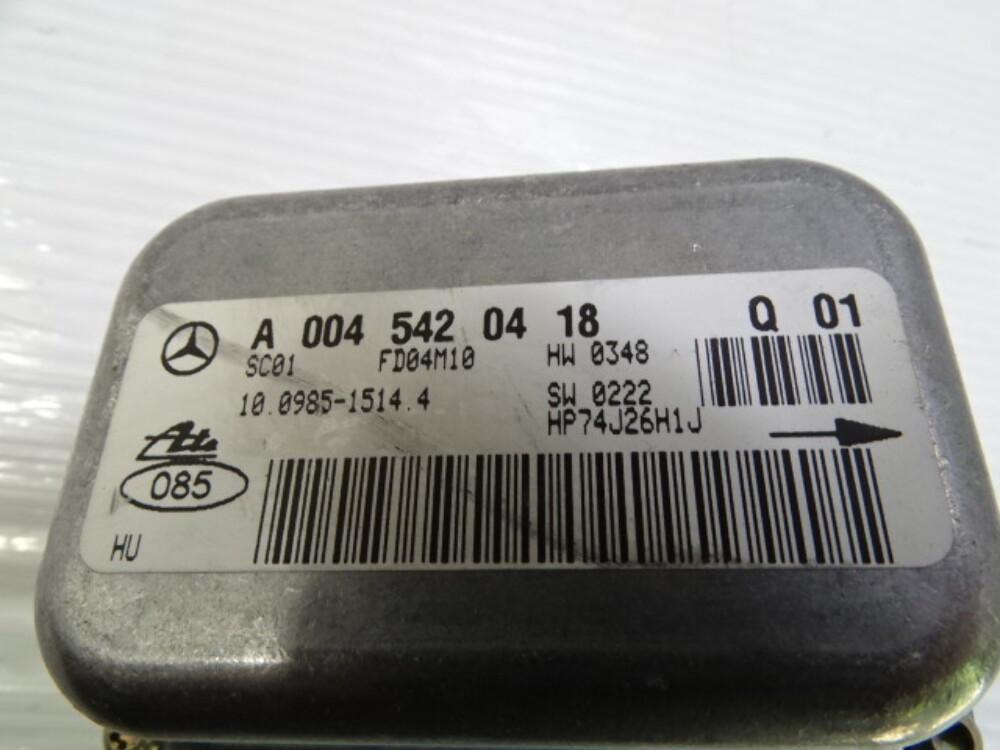 A 004 542 04 18 Q 01
SC01 FD04M10 HW 0348
10.0985-1514.4 SW 0222
HP74J26H1J
Ate
085
HU